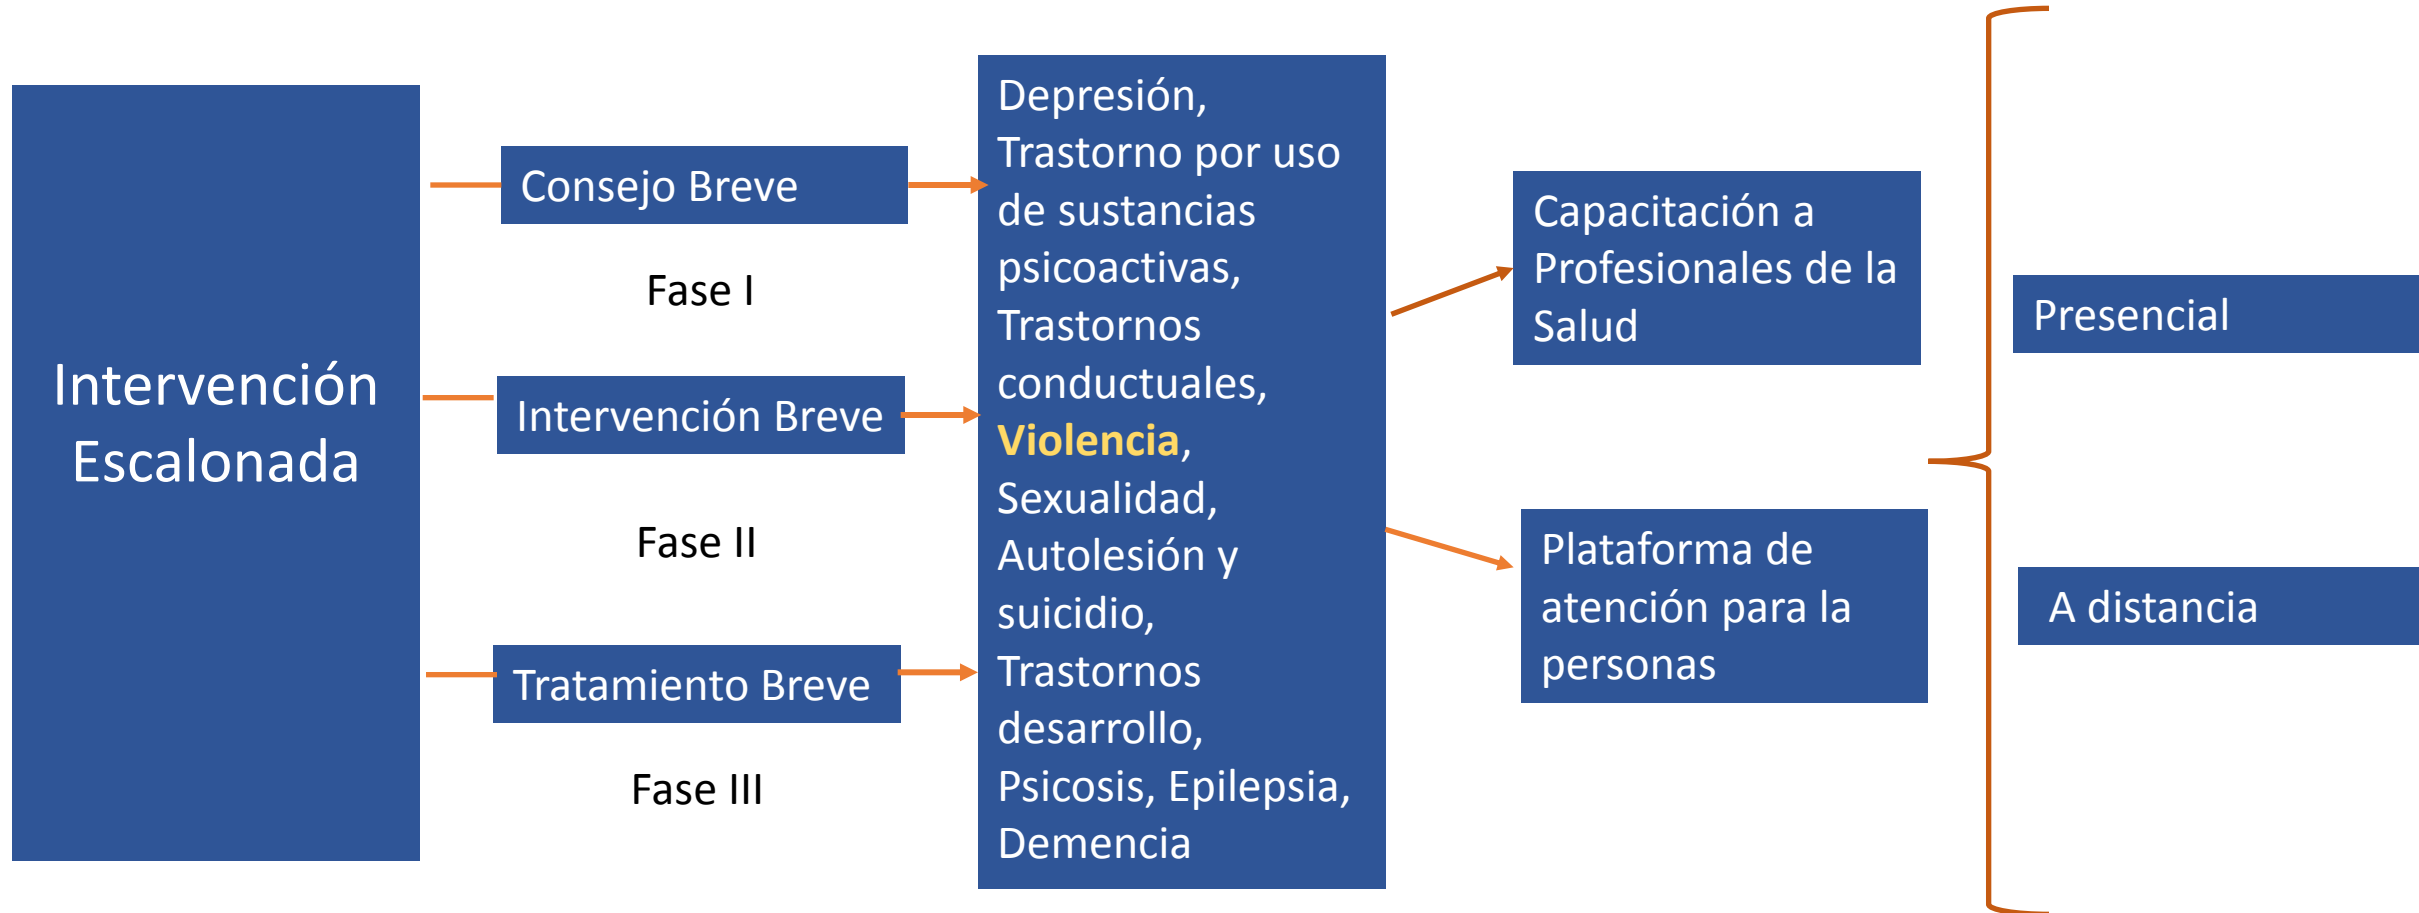 Intervención
Escalonada
Consejo Breve
Fase I
Intervención Breve
Fase II
Tratamiento Breve
Fase III
Depresión,
Trastorno por uso
de sustancias
psicoactivas,
Trastornos
conductuales,
Violencia,
Sexualidad,
Autolesión y
suicidio,
Trastornos
desarrollo,
Psicosis, Epilepsia,
Demencia
Capacitación a
Profesionales de la
Salud
Plataforma de
atención para la
personas
Presencial
A distancia